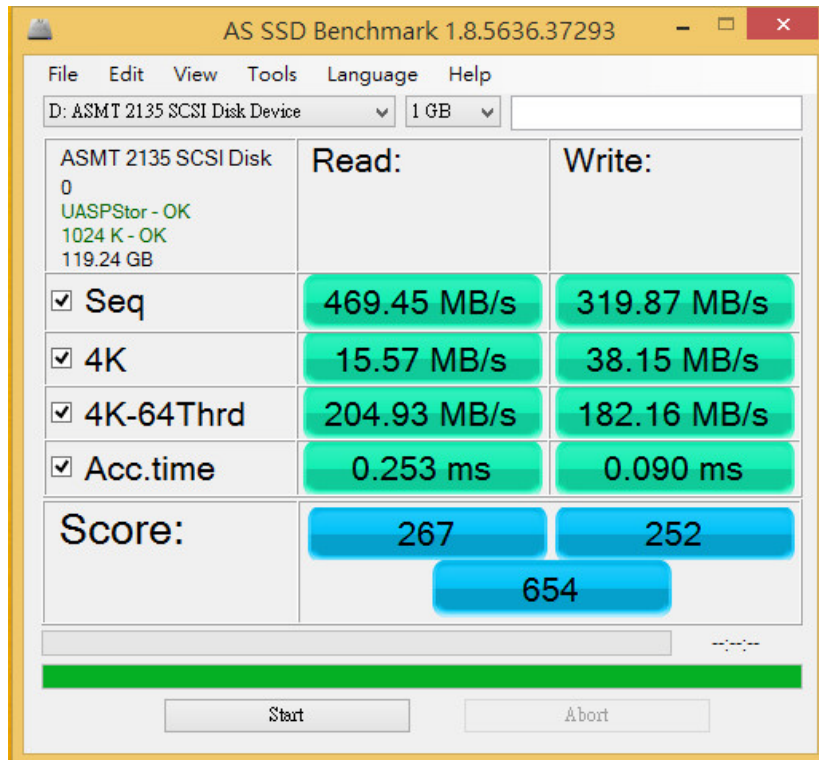 AS SSD Benchmark 1.8.5636.37293
File Edit View Tools Language Help
D: ASMT 2135 SCSI Disk Device 1 GB
ASMT 2135 SCSI Disk Read: Write:
0
UASPStor - OK
1024 K - OK
119.24 GB
Seq 469.45 MB/s 319.87 MB/s
4K 15.57 MB/s 38.15 MB/s
4K-64Thrd 204.93 MB/s 182.16 MB/s
Acc.time 0.253 ms 0.090 ms
Score: 267 252
654
--:--:--
Start Abort